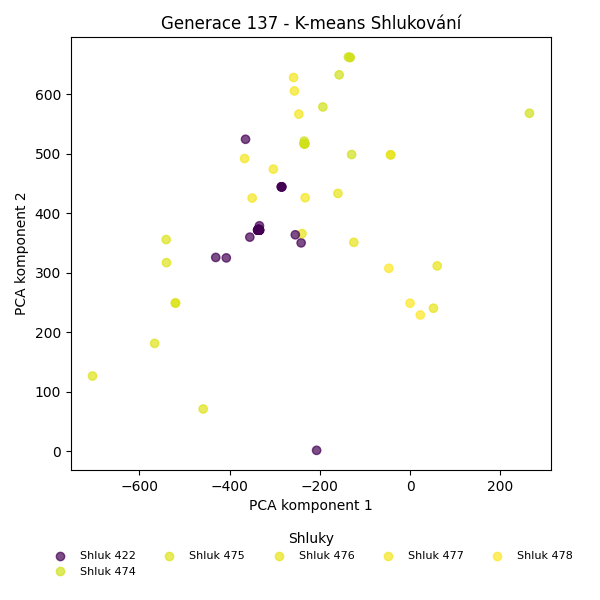 Generace 137 - K-means Shlukování
PCA komponent 2
600
500
400
300
200
100
0
−600 −400 −200 0 200
PCA komponent 1
Shluky
Shluk 422 Shluk 475 Shluk 476 Shluk 477 Shluk 478
Shluk 474